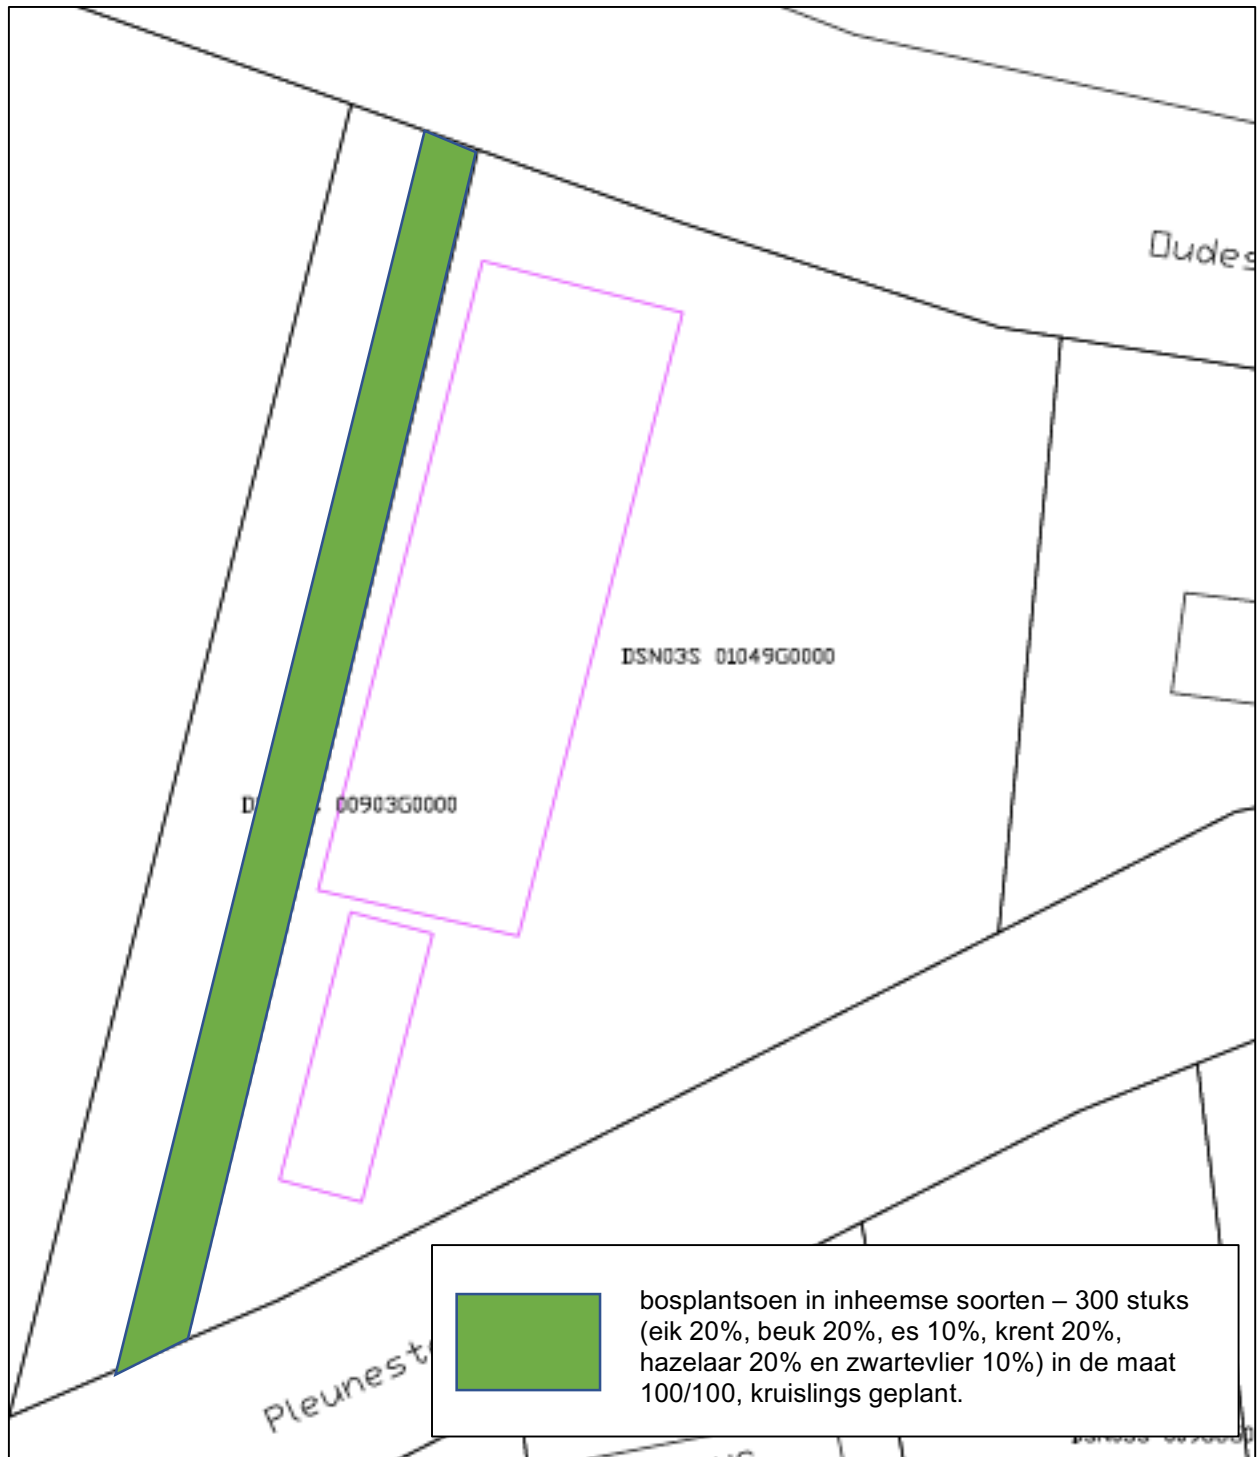 Oudes
DSN03S 01049G0000
00903G0000
bosplantsoen in inheemse soorten – 300 stuks
(eik 20%, beuk 20%, es 10%, krent 20%,
hazelaar 20% en zwartevlier 10%) in de maat
100/100, kruislings geplant.
Pleunest